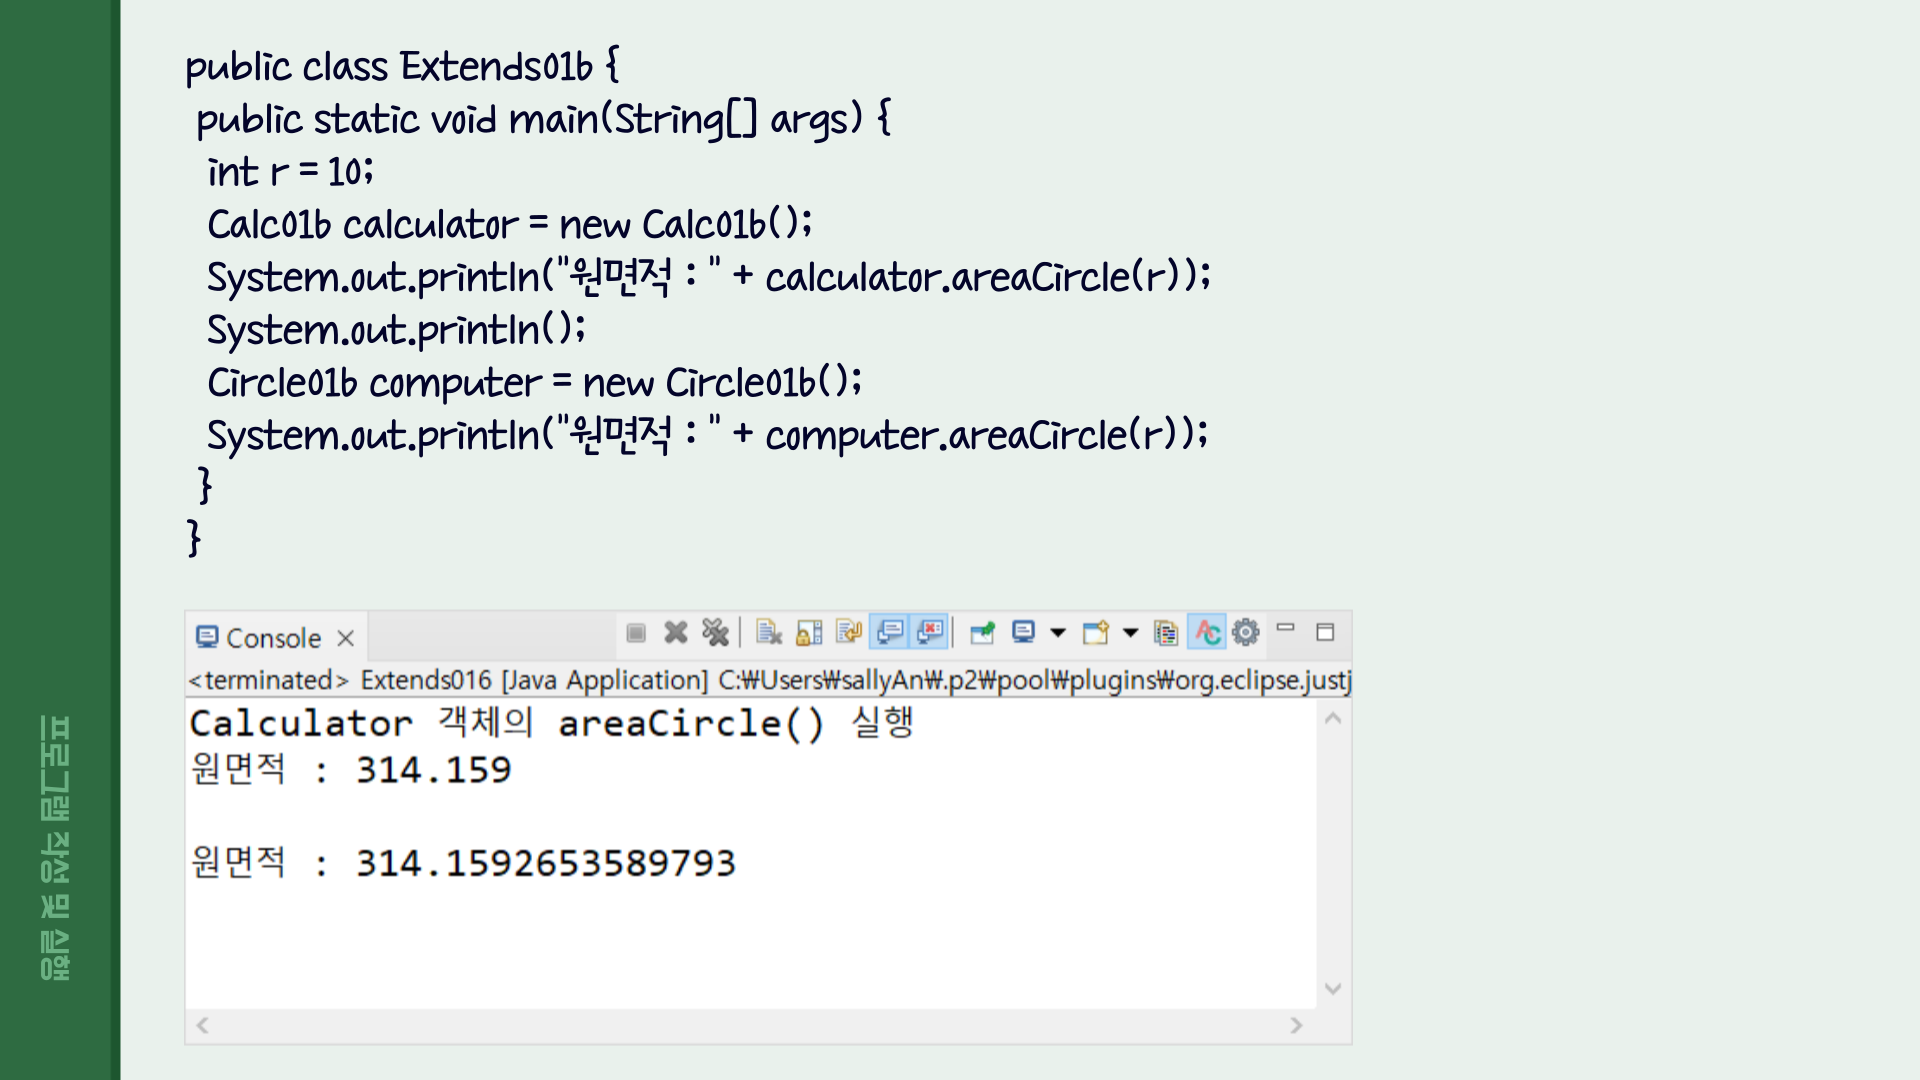 public class Extends01b {
public static void main(String[] args) {
int r = 10;
Calc01b calculator = new Calc01b();
System.out.println("원면적 : " + calculator.areaCircle(r));
System.out.println();
Circle01b computer = new Circle01b();
System.out.println("원면적 : " + computer.areaCircle(r));
}
}
Console
<terminated> Extends016 [Java Application] C:₩Users₩sallyAn₩.p2₩pool₩plugins₩org.eclipse.justj
Calculator 객체의 areaCircle() 실행
원면적 : 314.159
원면적 : 314.1592653589793
프로그램 작성 및 실행